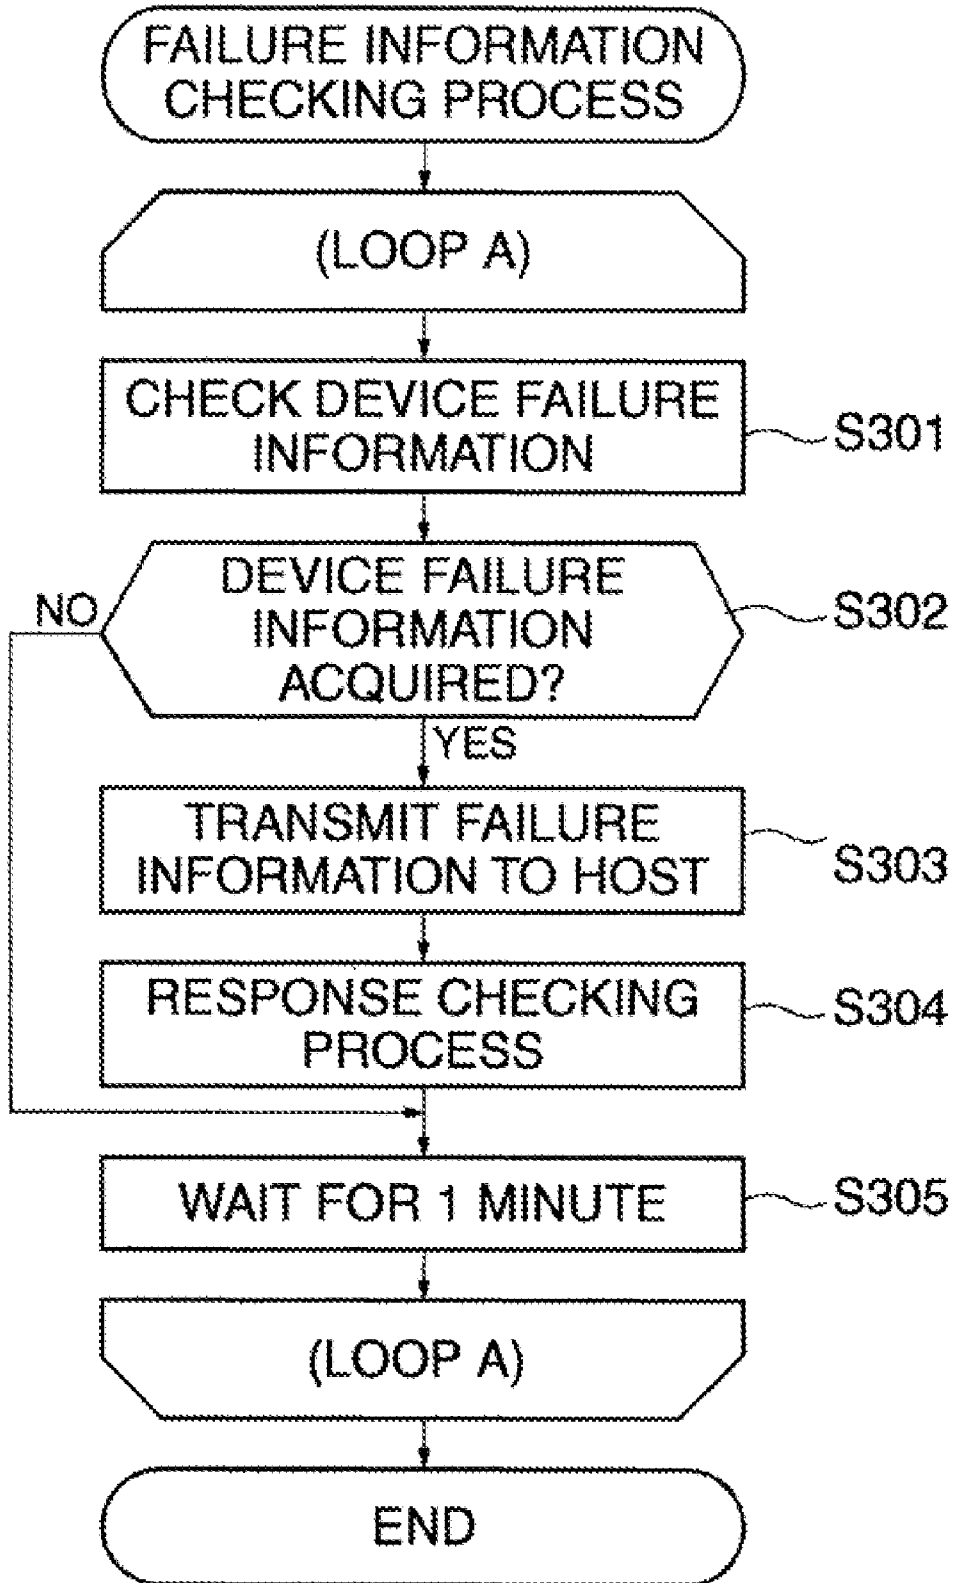 FAILURE INFORMATION
CHECKING PROCESS
(LOOP A)
CHECK DEVICE FAILURE
INFORMATION
S301
DEVICE FAILURE
INFORMATION
ACQUIRED?
S302
NO
YES
TRANSMIT FAILURE
INFORMATION TO HOST
S303
RESPONSE CHECKING
PROCESS
S304
WAIT FOR 1 MINUTE
S305
(LOOP A)
END